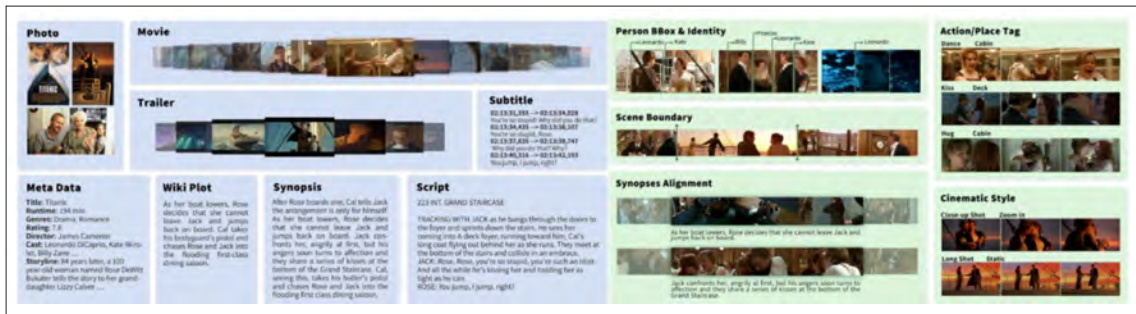 Photo
TITANIC
Movie
Trailer
Subtitle
02:13:31,393 --> 02:13:34,028
You're so stupid! Why did you do that?
02:13:34,435 --> 02:13:36,107
You're so stupid, Rose.
02:13:37,835 --> 02:13:39,747
Why did you do that? Why?
02:13:40,316 --> 02:13:42,193
You jump, I jump, right?
Meta Data
Title: Titanic
Runtime: 194 min
Genres: Drama, Romance
Rating: 7.8
Director: James Cameron
Cast: Leonardo DiCaprio, Kate Wins-
let, Billy Zane ...
Storyline: 84 years later, a 100
year-old woman named Rose DeWitt
Bukater tells the story to her grand-
daughter Lizzy Calvert ...
Wiki Plot
As her boat lowers, Rose
decides that she cannot
leave Jack and jumps
back on board. Cal takes
his bodyguard's pistol and
chases Rose and Jack into
the flooding first-class
dining saloon.
Synopsis
After Rose boards one, Cal tells Jack
the arrangement is only for himself.
As her boat lowers, Rose decides
that she cannot leave Jack and
jumps back on board. Jack con-
fronts her, angrily at first, but his
angers soon turns to affection and
they share a series of kisses at the
bottom of the Grand Staircase. Cal,
seeing this, takes his butler's pistol
and chases Rose and Jack into the
flooding first class dining saloon.
Script
223 INT. GRAND STAIRCASE
TRACKING WITH JACK as he bangs through the doors to
the foyer and sprints down the stairs. He sees her
coming into A-deck foyer, running toward him, Cal's
long coat flying out behind her as she runs. They meet at
the bottom of the stairs and collide in an embrace.
JACK: Rose, Rose, you're so stupid, you're such an idiot
And all the while he's kissing her and holding her as
tight as he can.
ROSE: You jump, I jump, right?
Person BBox & Identity
Leonardo Kate Billy Frances Leonardo Kate Leonardo
Scene Boundary
Synopses Alignment
As her boat lowers, Rose decides that she cannot leave Jack and
jumps back on board.
Jack confronts her, angrily at first, but his angers soon turns to
affection and they share a series of kisses at the bottom of the
Grand Staircase.
Action/Place Tag
Dance Cabin
Kiss Deck
Hug Cabin
Cinematic Style
Close-up Shot Zoom in
Long Shot Static